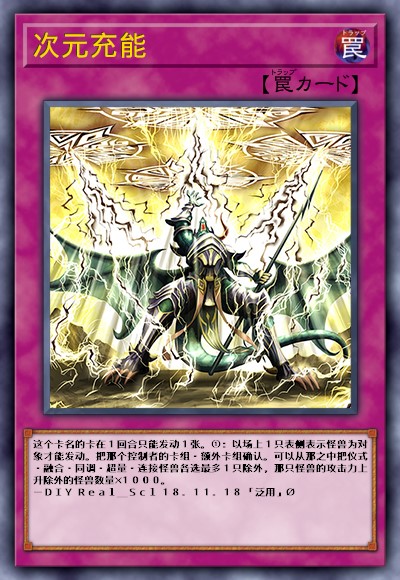 次元充能
トラップ
罠
トラップ
【罠カード】
这个卡名的卡在1回合只能发动1张。①：以场上1只表侧表示怪兽为对
象才能发动。把那个控制者的卡组·额外卡组确认。可以从那之中把仪式
·融合·同调·超量·连接怪兽各选最多1只除外，那只怪兽的攻击力上
升除外的怪兽数量×1000。
－DIYReal＿Scl18．11．18「泛用」∅